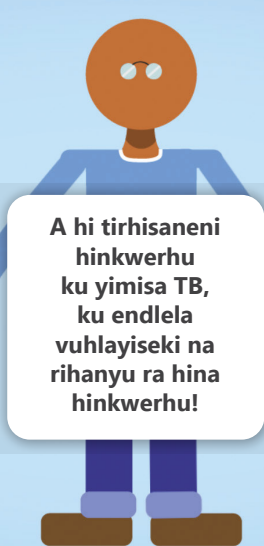 A hi tirhisaneni
hinkwerhu
ku yimisa TB,
ku endlela
vuhlayiseki na
rihanyu ra hina
hinkwerhu!